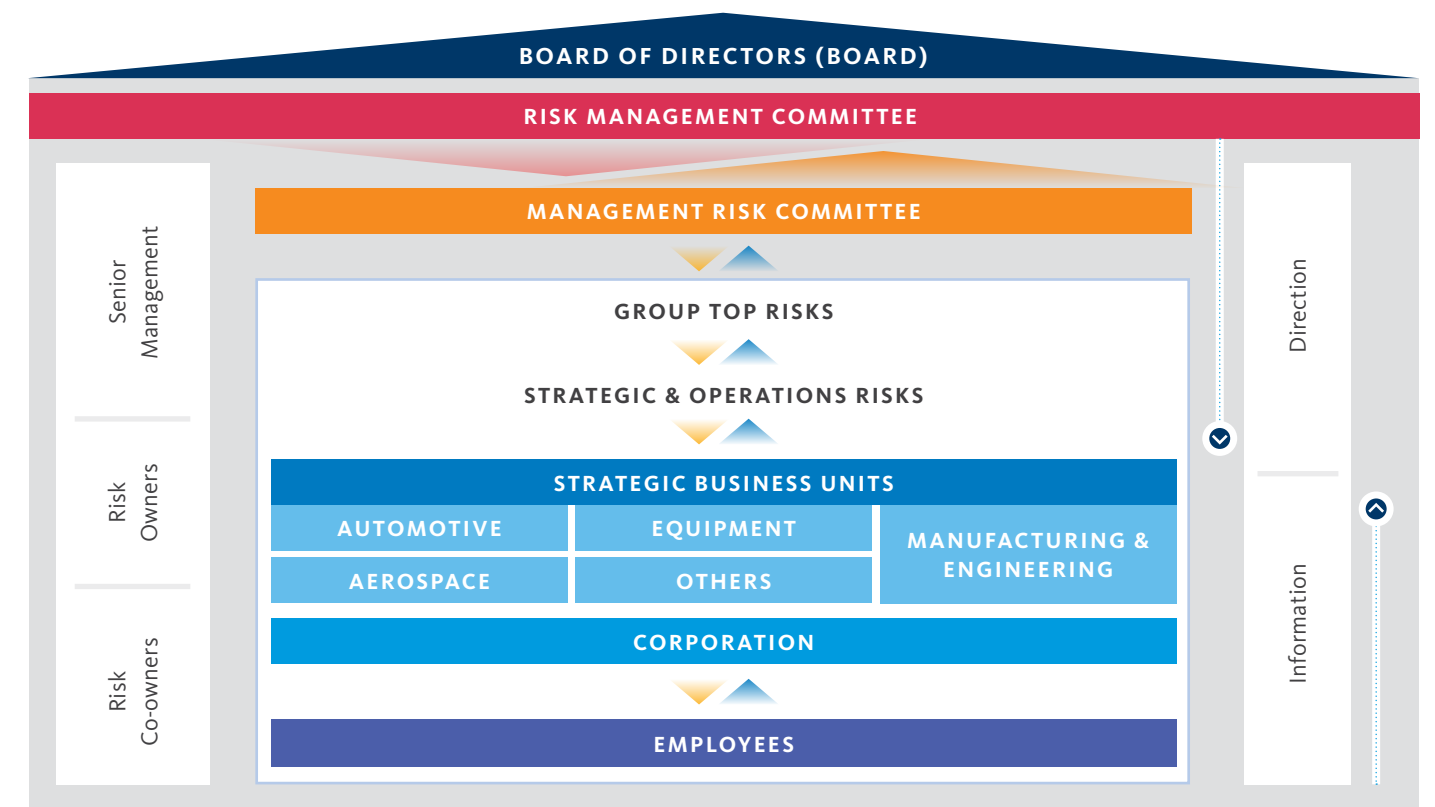 BOARD OF DIRECTORS (BOARD)
RISK MANAGEMENT COMMITTEE
MANAGEMENT RISK COMMITTEE
Senior
Management
Risk
Owners
Risk
Co-owners
GROUP TOP RISKS
STRATEGIC & OPERATIONS RISKS
STRATEGIC BUSINESS UNITS
AUTOMOTIVE
EQUIPMENT
MANUFACTURING &
ENGINEERING
AEROSPACE
OTHERS
CORPORATION
EMPLOYEES
Direction
Information